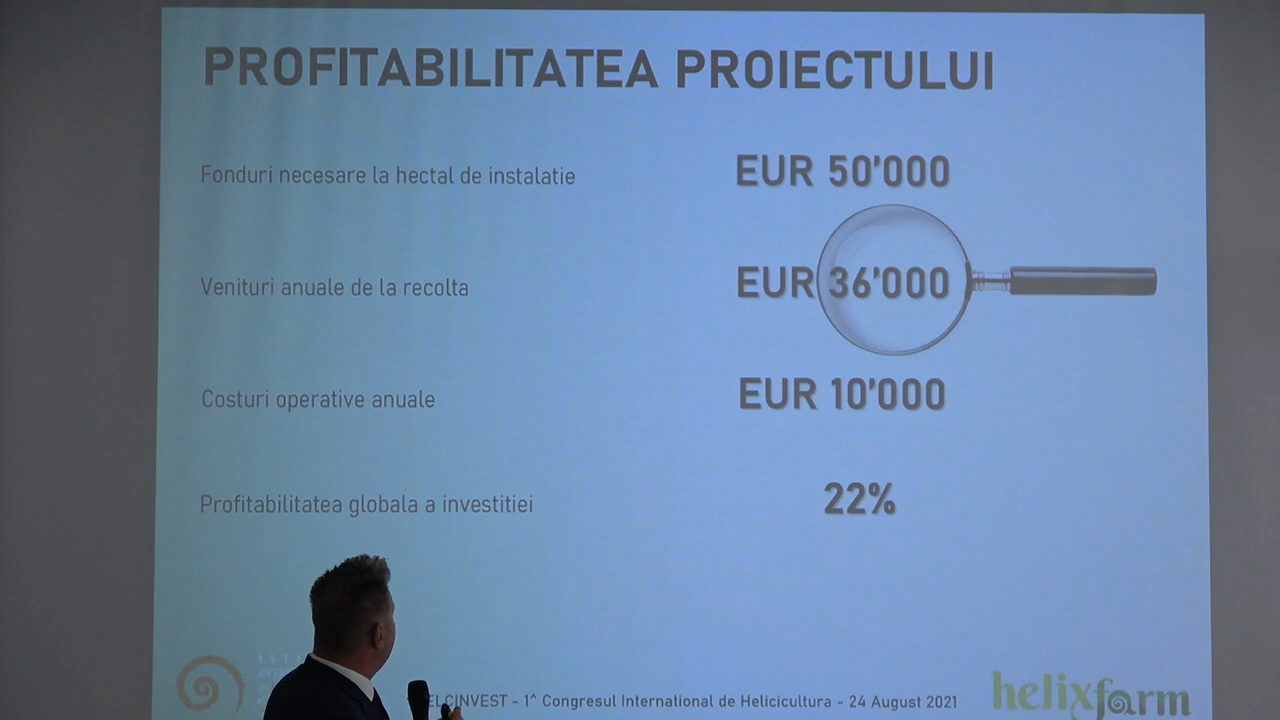 PROFITABILITATEA PROIECTULUI
Fonduri necesare la hectal de instalatie EUR 50'000
Venituri anuale de la recolta EUR 36'000
Costuri operative anuale EUR 10'000
Profitabilitatea globala a investitiei 22%
ELCINVEST - 1^ Congresul International de Helicicultura - 24 August 2021
helixfarm